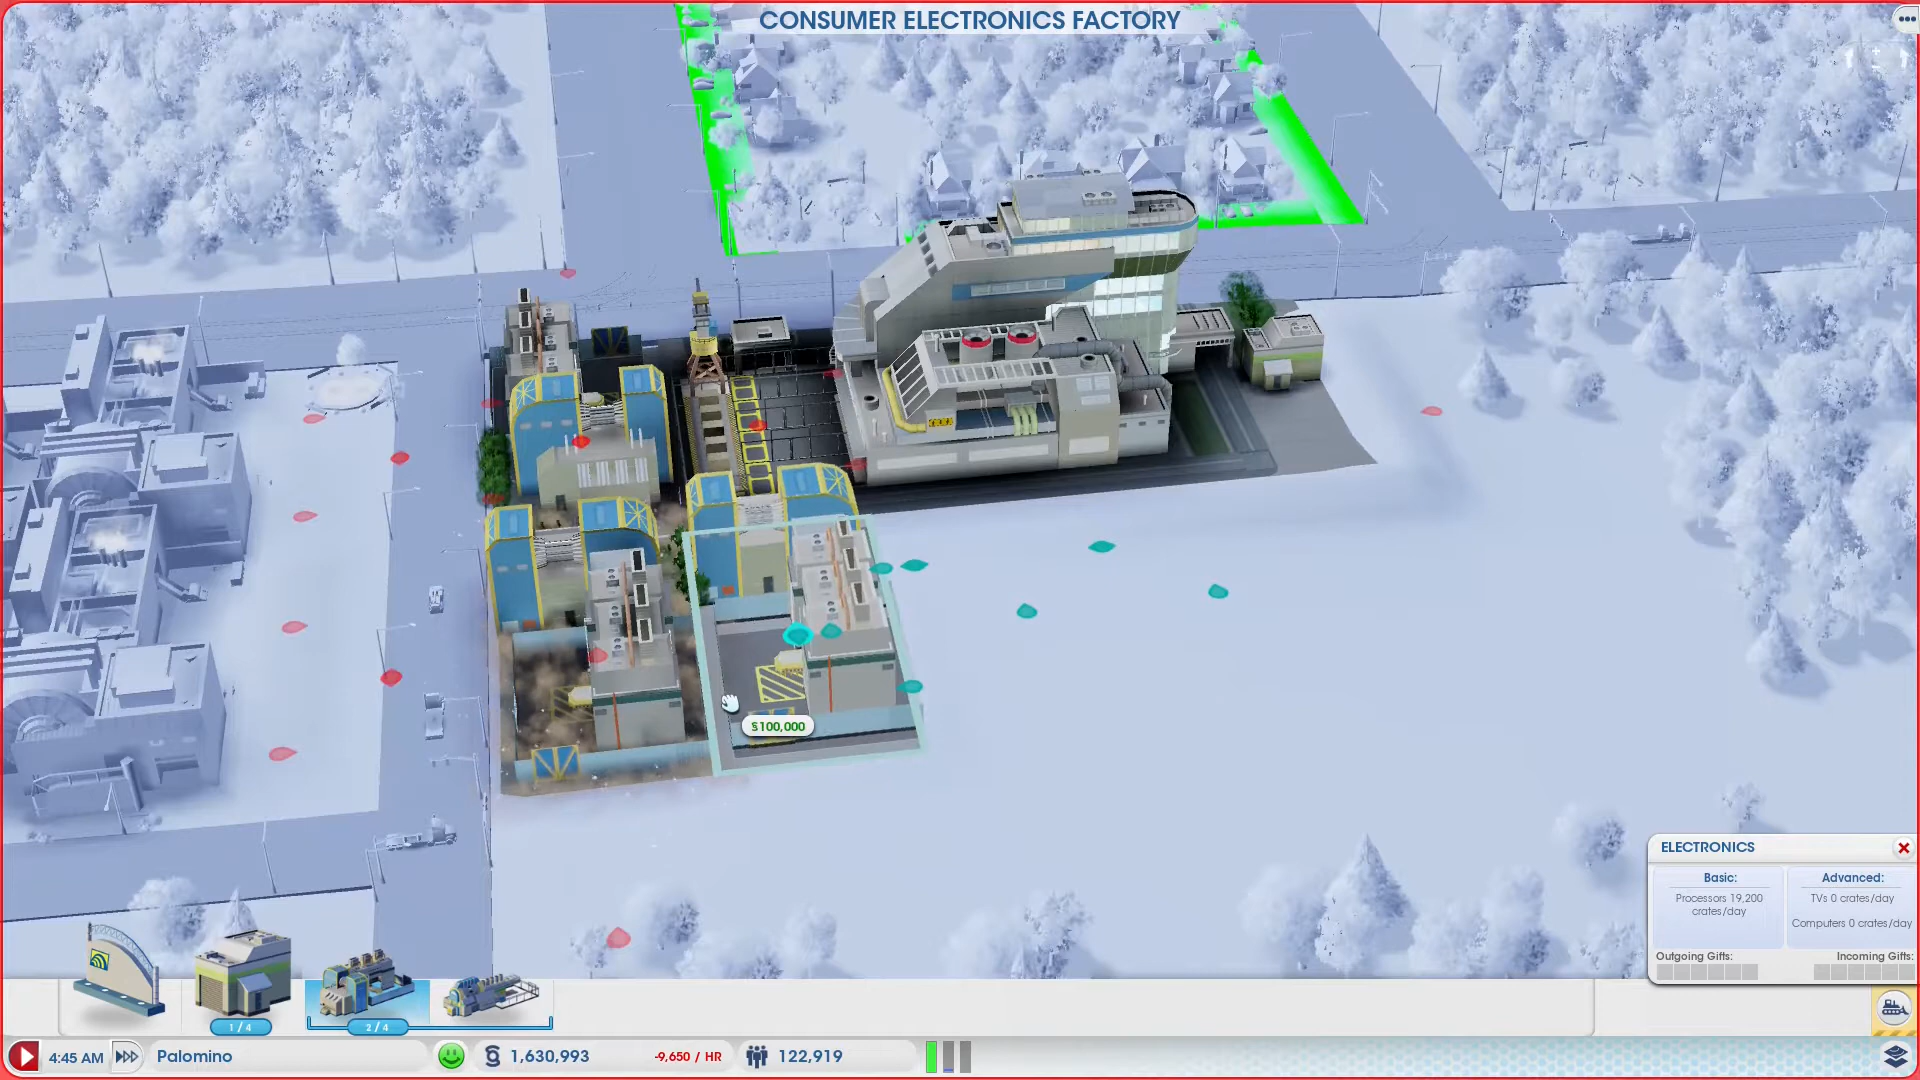 CONSUMER ELECTRONICS FACTORY
§100,000
ELECTRONICS
Basic:
Advanced:
Processors 19,200
crates/day
TVs 0 crates/day
Computers 0 crates/day
Outgoing Gifts:
Incoming Gifts:
1 / 4
2 / 4
4:45 AM
Palomino
1,630,993
-9,650 / HR
122,919